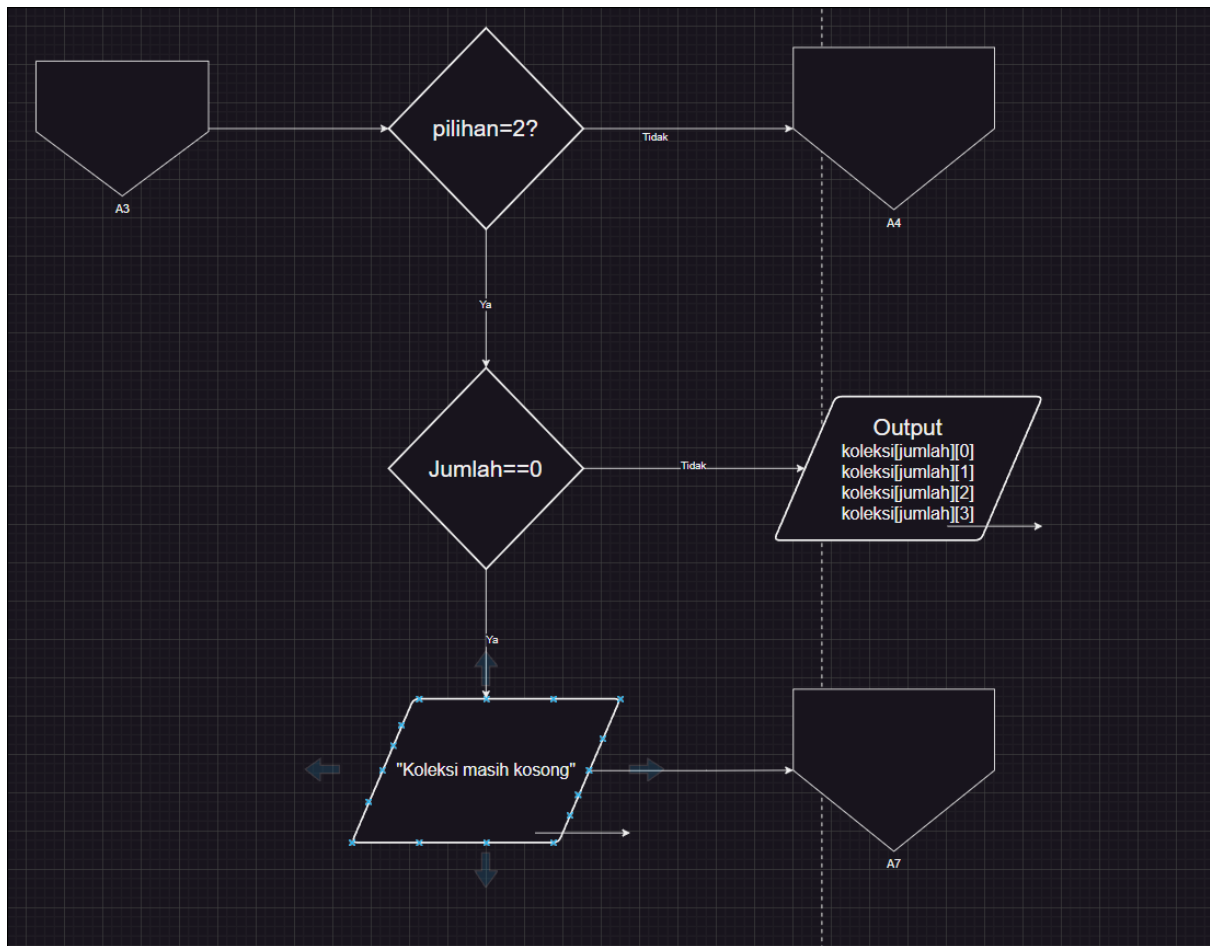 pilihan=2?
Tidak
A3
A4
Ya
Jumlah==0
Tidak
Output
koleksi[jumlah][0]
koleksi[jumlah][1]
koleksi[jumlah][2]
koleksi[jumlah][3]
Ya
"Koleksi masih kosong"
A7